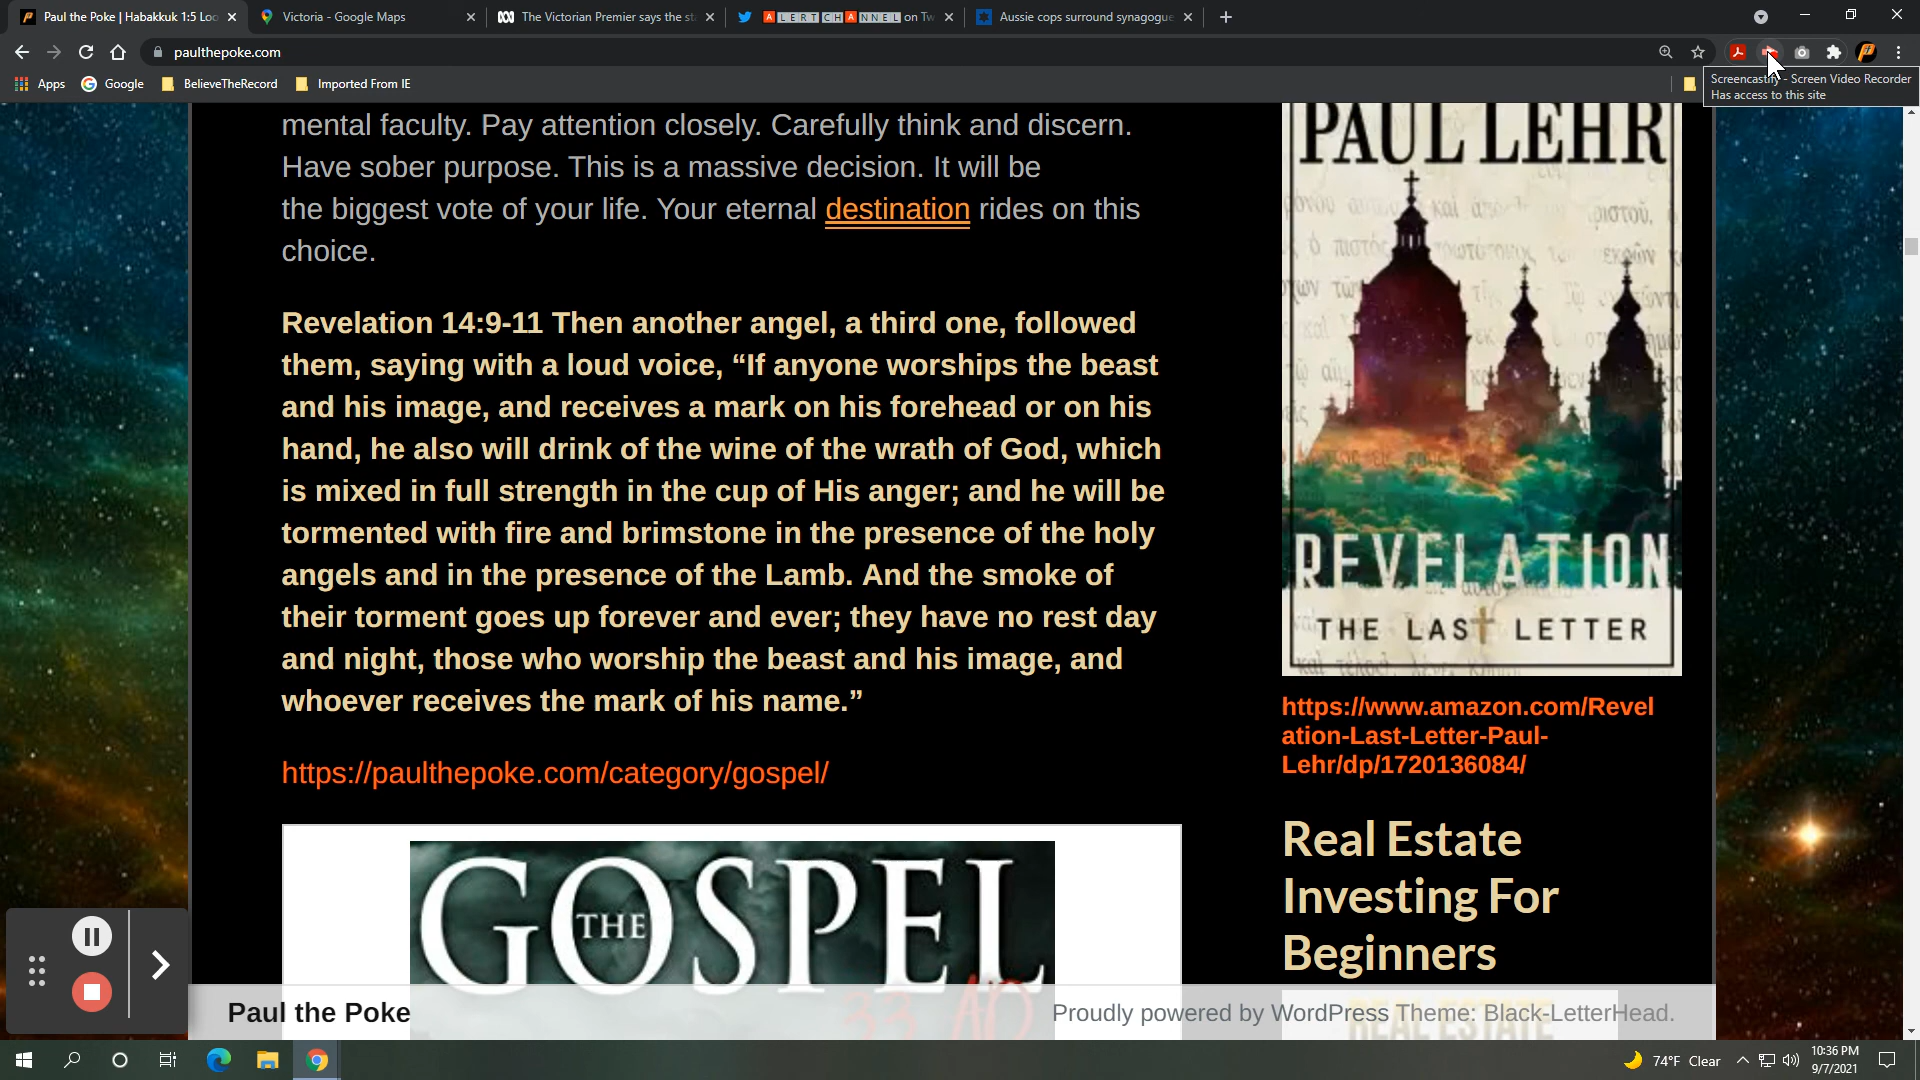 Paul the Poke | Habakkuk 1:5 Loo
Victoria - Google Maps
The Victorian Premier says the st
ALERTCHANNEL on Tw
Aussie cops surround synagogue
paulthepoke.com
Apps
Google
BelieveTheRecord
Imported From IE
Screencastify - Screen Video Recorder
Has access to this site
mental faculty. Pay attention closely. Carefully think and discern.
Have sober purpose. This is a massive decision. It will be
the biggest vote of your life. Your eternal destination rides on this
choice.
Revelation 14:9-11 Then another angel, a third one, followed
them, saying with a loud voice, “If anyone worships the beast
and his image, and receives a mark on his forehead or on his
hand, he also will drink of the wine of the wrath of God, which
is mixed in full strength in the cup of His anger; and he will be
tormented with fire and brimstone in the presence of the holy
angels and in the presence of the Lamb. And the smoke of
their torment goes up forever and ever; they have no rest day
and night, those who worship the beast and his image, and
whoever receives the mark of his name.”
https://paulthepoke.com/category/gospel/
THE GOSPEL
33 AD
PAUL LEHR
REVELATION
THE LAST LETTER
https://www.amazon.com/Revel
ation-Last-Letter-Paul-
Lehr/dp/1720136084/
Real Estate
Investing For
Beginners
REAL ESTATE
Paul the Poke
Proudly powered by WordPress Theme: Black-LetterHead.
74°F Clear
10:36 PM
9/7/2021